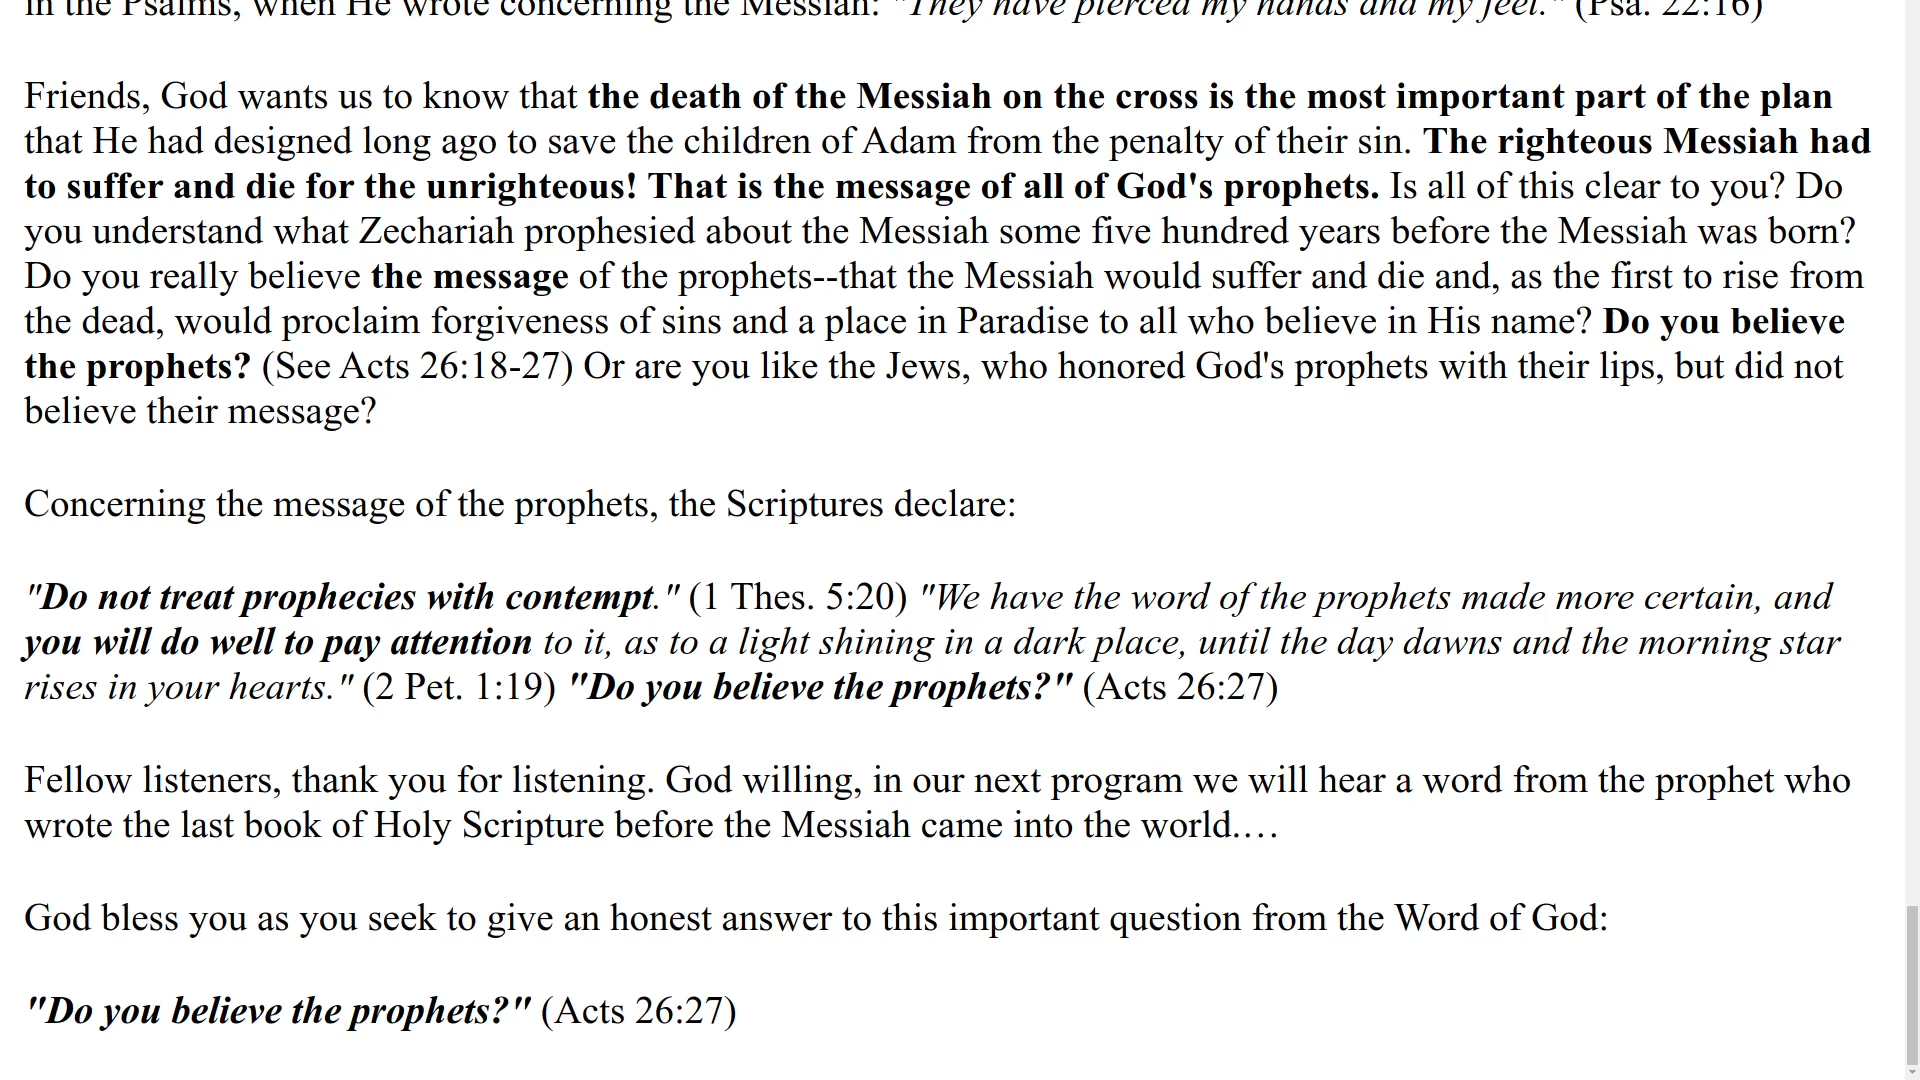 in the Psalms, when He wrote concerning the Messiah: "They have pierced my hands and my feet." (Psa. 22:16)
Friends, God wants us to know that the death of the Messiah on the cross is the most important part of the plan
that He had designed long ago to save the children of Adam from the penalty of their sin. The righteous Messiah had
to suffer and die for the unrighteous! That is the message of all of God's prophets. Is all of this clear to you? Do
you understand what Zechariah prophesied about the Messiah some five hundred years before the Messiah was born?
Do you really believe the message of the prophets--that the Messiah would suffer and die and, as the first to rise from
the dead, would proclaim forgiveness of sins and a place in Paradise to all who believe in His name? Do you believe
the prophets? (See Acts 26:18-27) Or are you like the Jews, who honored God's prophets with their lips, but did not
believe their message?
Concerning the message of the prophets, the Scriptures declare:
"Do not treat prophecies with contempt." (1 Thes. 5:20) "We have the word of the prophets made more certain, and
you will do well to pay attention to it, as to a light shining in a dark place, until the day dawns and the morning star
rises in your hearts." (2 Pet. 1:19) "Do you believe the prophets?" (Acts 26:27)
Fellow listeners, thank you for listening. God willing, in our next program we will hear a word from the prophet who
wrote the last book of Holy Scripture before the Messiah came into the world.…
God bless you as you seek to give an honest answer to this important question from the Word of God:
"Do you believe the prophets?" (Acts 26:27)